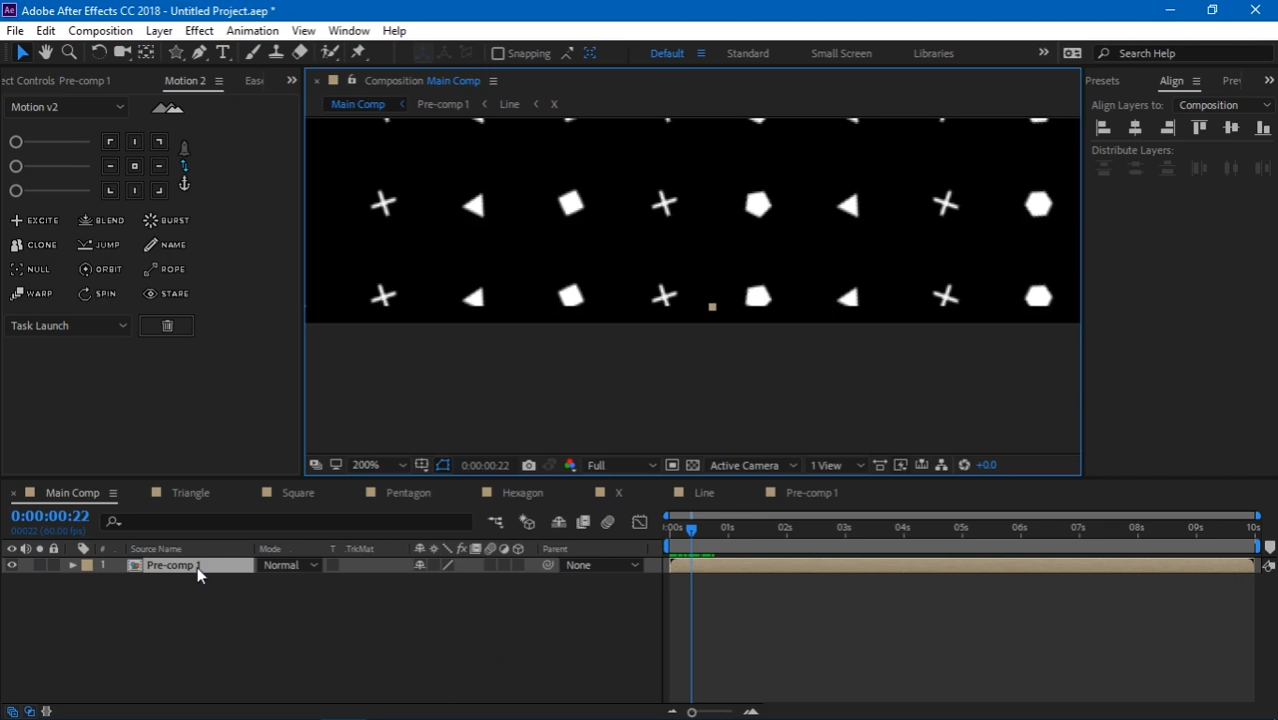 Ae Adobe After Effects CC 2018 - Untitled Project.aep *
File Edit Composition Layer Effect Animation View Window Help
Snapping Default Standard Small Screen Libraries Search Help
ect Controls Pre-comp 1 Motion 2 Eas Composition Main Comp Presets Align Pre
Motion v2 Main Comp Pre-comp 1 Line X Align Layers to: Composition
Distribute Layers:
EXCITE BLEND BURST
CLONE JUMP NAME
NULL ORBIT ROPE
WARP SPIN STARE
Task Launch
200% 0:00:00:22 Full Active Camera 1 View +0.0
Main Comp Triangle Square Pentagon Hexagon X Line Pre-comp 1
0:00:00:22
00022 (60.00 fps)
:00s 01s 02s 03s 04s 05s 06s 07s 08s 09s 10s
# Source Name Mode T .TrkMat fx Parent
1 Pre-comp 1 Normal None